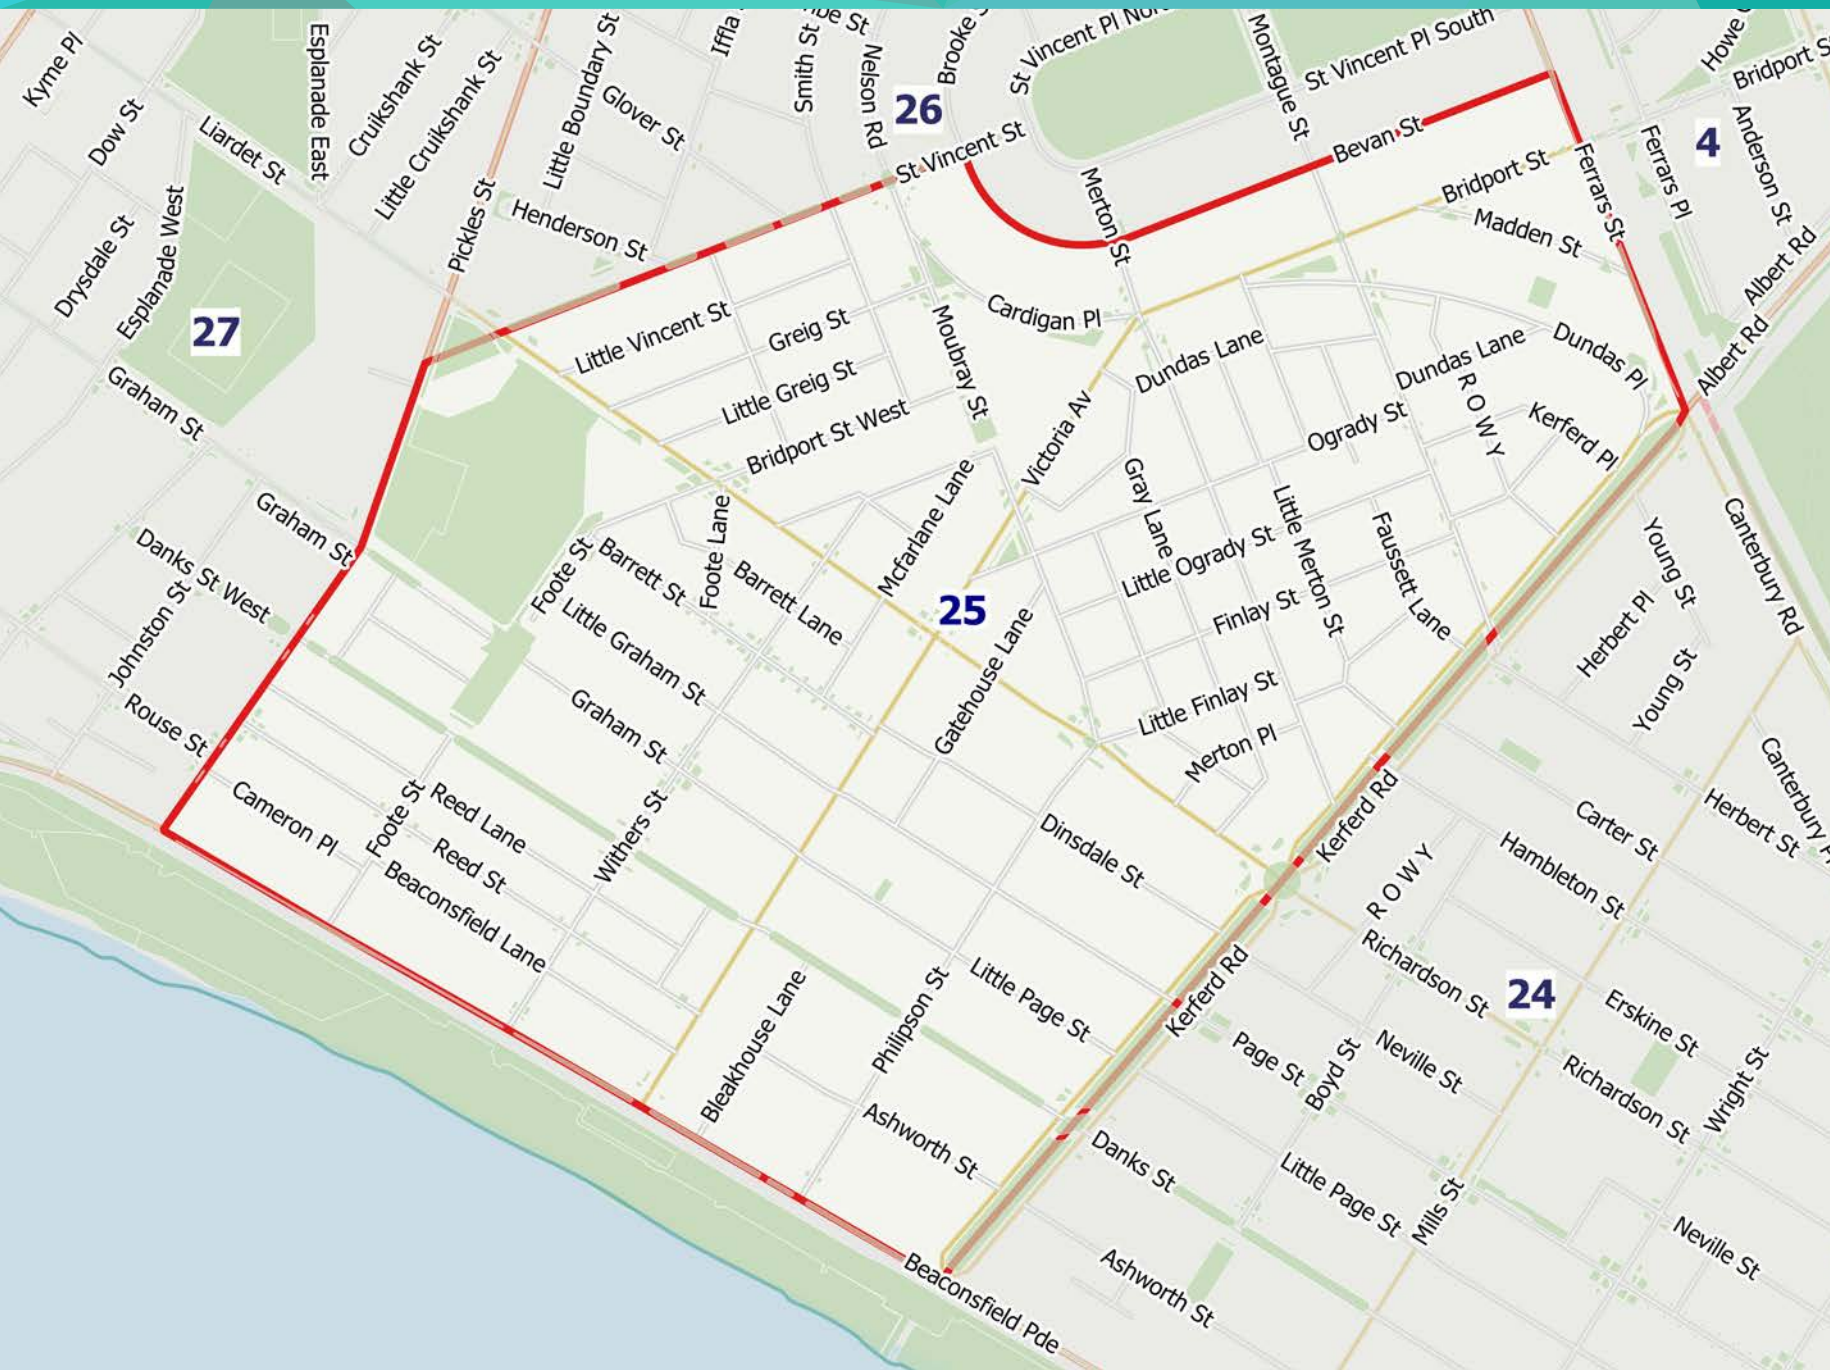 Kyme Pl
Dow St
Liardet St
Esplanade East
Cruikshank St
Little Cruikshank St
Little Boundary St
Iffla
Glover St
Smith St
Nelson Rd
26
Brooke
St Vincent Pl
Montague St
St Vincent Pl South
Howe
Bridport
4
Anderson St
Ferrars Pl
Albert Rd
Albert Rd
Drysdale St
Esplanade West
27
Pickles St
Henderson St
St Vincent St
Merton St
Bevan St
Bridport St
Madden St
Ferrars St
Little Vincent St
Greig St
Little Greig St
Bridport St West
Moubray St
Cardigan Pl
Victoria Av
Dundas Lane
Dundas Lane
Dundas Pl
Ogrady St
R O W Y
Kerferd Pl
Graham St
Graham St
Danks St West
Johnston St
Rouse St
Foote St
Barrett St
Foote Lane
Barrett Lane
Mcfarlane Lane
25
Gray Lane
Little Ogrady St
Little Merton St
Finlay St
Faussett Lane
Little Finlay St
Merton Pl
Gatehouse Lane
Little Graham St
Graham St
Young St
Herbert Pl
Young St
Canterbury Rd
Canterbury
Cameron Pl
Foote St
Reed Lane
Reed St
Beaconsfield Lane
Withers St
Dinsdale St
Kerferd Rd
R O W Y
Carter St
Hambleton St
Herbert St
Bleakhouse Lane
Philipson St
Little Page St
Kerferd Rd
Richardson St
24
Erskine St
Page St
Boyd St
Neville St
Richardson St
Wright St
Ashworth St
Danks St
Little Page St
Mills St
Neville St
Beaconsfield Pde
Ashworth St